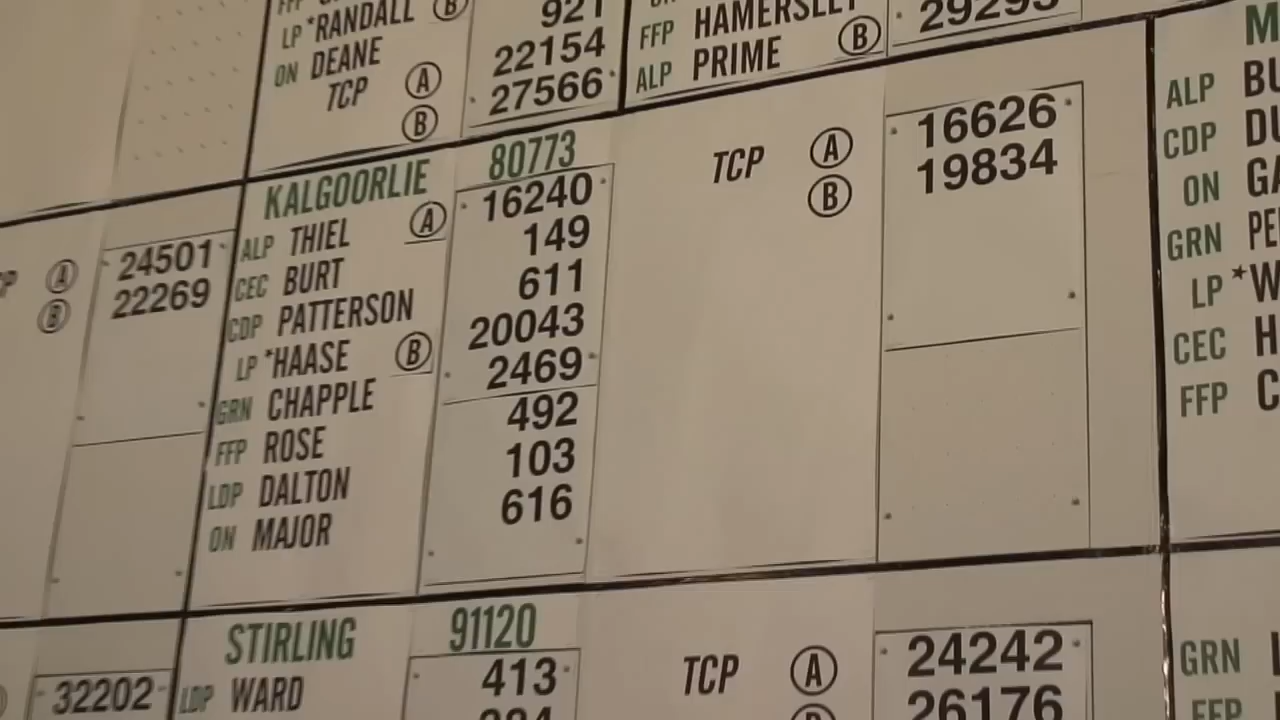 LP *RANDALL B 921
ON DEANE 22154
TCP A 27566
B
FFP HAMERSLEY 29295
ALP PRIME B
KALGOORLIE 80773
ALP THIEL A 16240
CEC BURT 149
CDP PATTERSON 611
LP *HAASE B 20043
GRN CHAPPLE 2469
FFP ROSE 492
LDP DALTON 103
ON MAJOR 616
TCP A 16626
B 19834
A 24501
B 22269
ALP
CDP
ON
GRN
LP *W
CEC H
FFP C
STIRLING 91120
LDP WARD 413
TCP A 24242
B 26176
32202
GRN
FFP